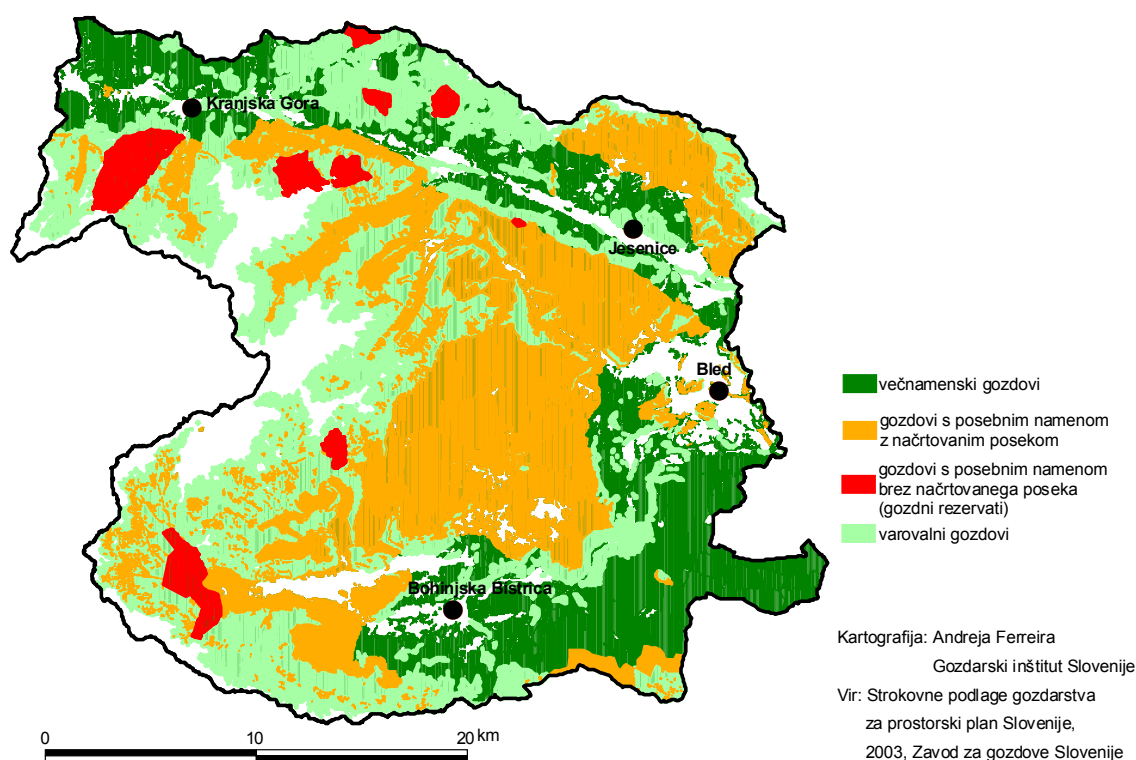 Kranjska Gora
Jesenice
Bled
Bohinjska Bistrica
večnamenski gozdovi
gozdovi s posebnim namenom
z načrtovanim posekom
gozdovi s posebnim namenom
brez načrtovanega poseka
(gozdni rezervati)
varovalni gozdovi
Kartografija: Andreja Ferreira
Gozdarski inštitut Slovenije
Vir: Strokovne podlage gozdarstva
za prostorski plan Slovenije,
2003, Zavod za gozdove Slovenije
0 10 20 km